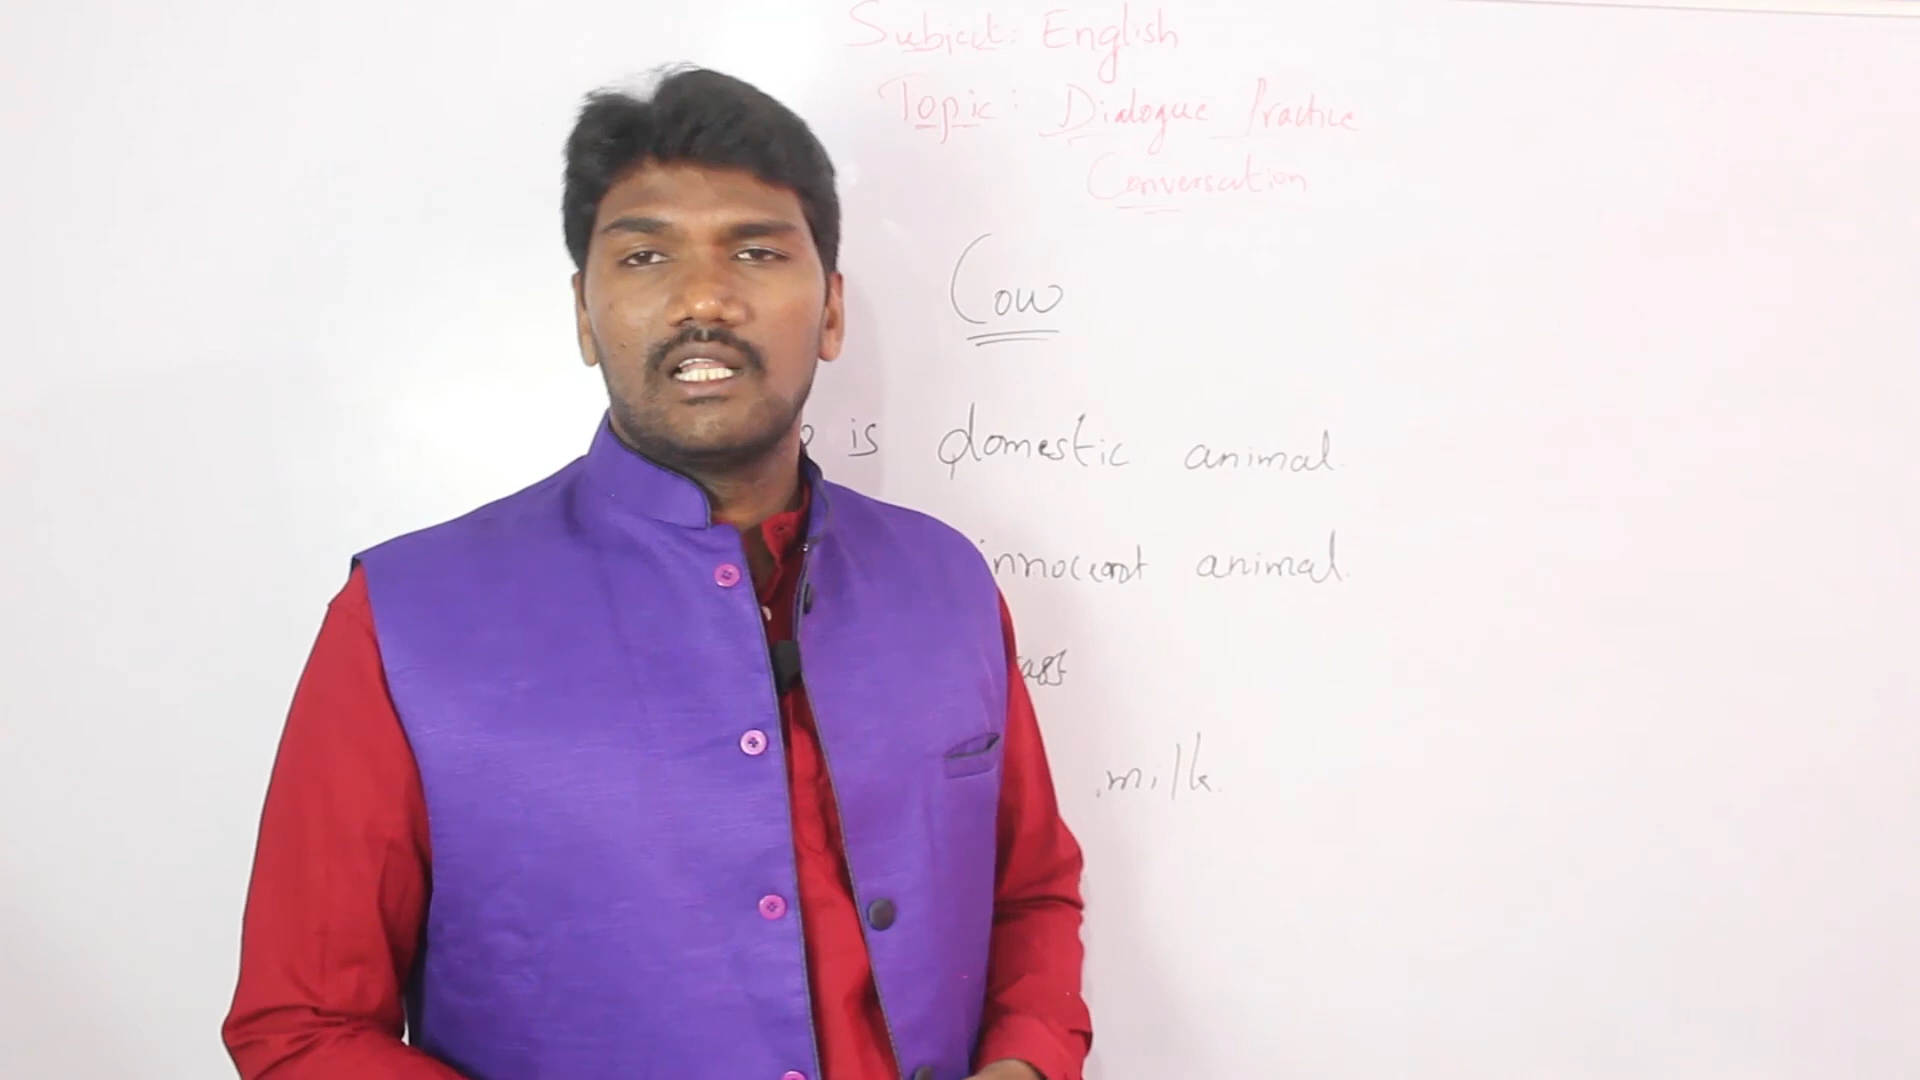 Subject: English
Topic: Dialogue Practice
Conversation
Cow
is domestic animal.
innocent animal.
milk.